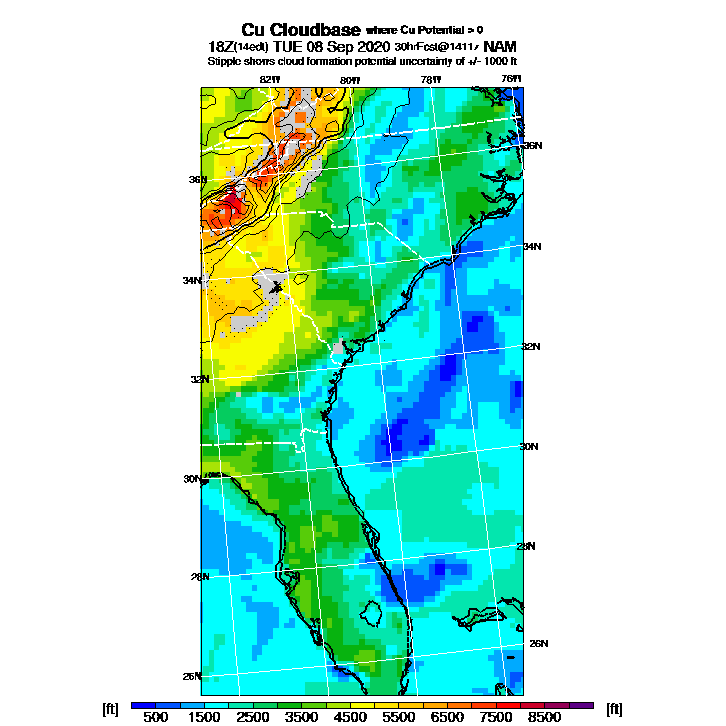 Cu Cloudbase where Cu Potential > 0
18Z(14edt) TUE 08 Sep 2020 30hrFcst@1411z NAM
Stipple shows cloud formation potential uncertainty of +/- 1000 ft
82W 80W 78W 76W
36N
36N
34N
34N
32N
32N
30N
30N
28N
28N
26N
26N
[ft] 500 1500 2500 3500 4500 5500 6500 7500 8500 [ft]